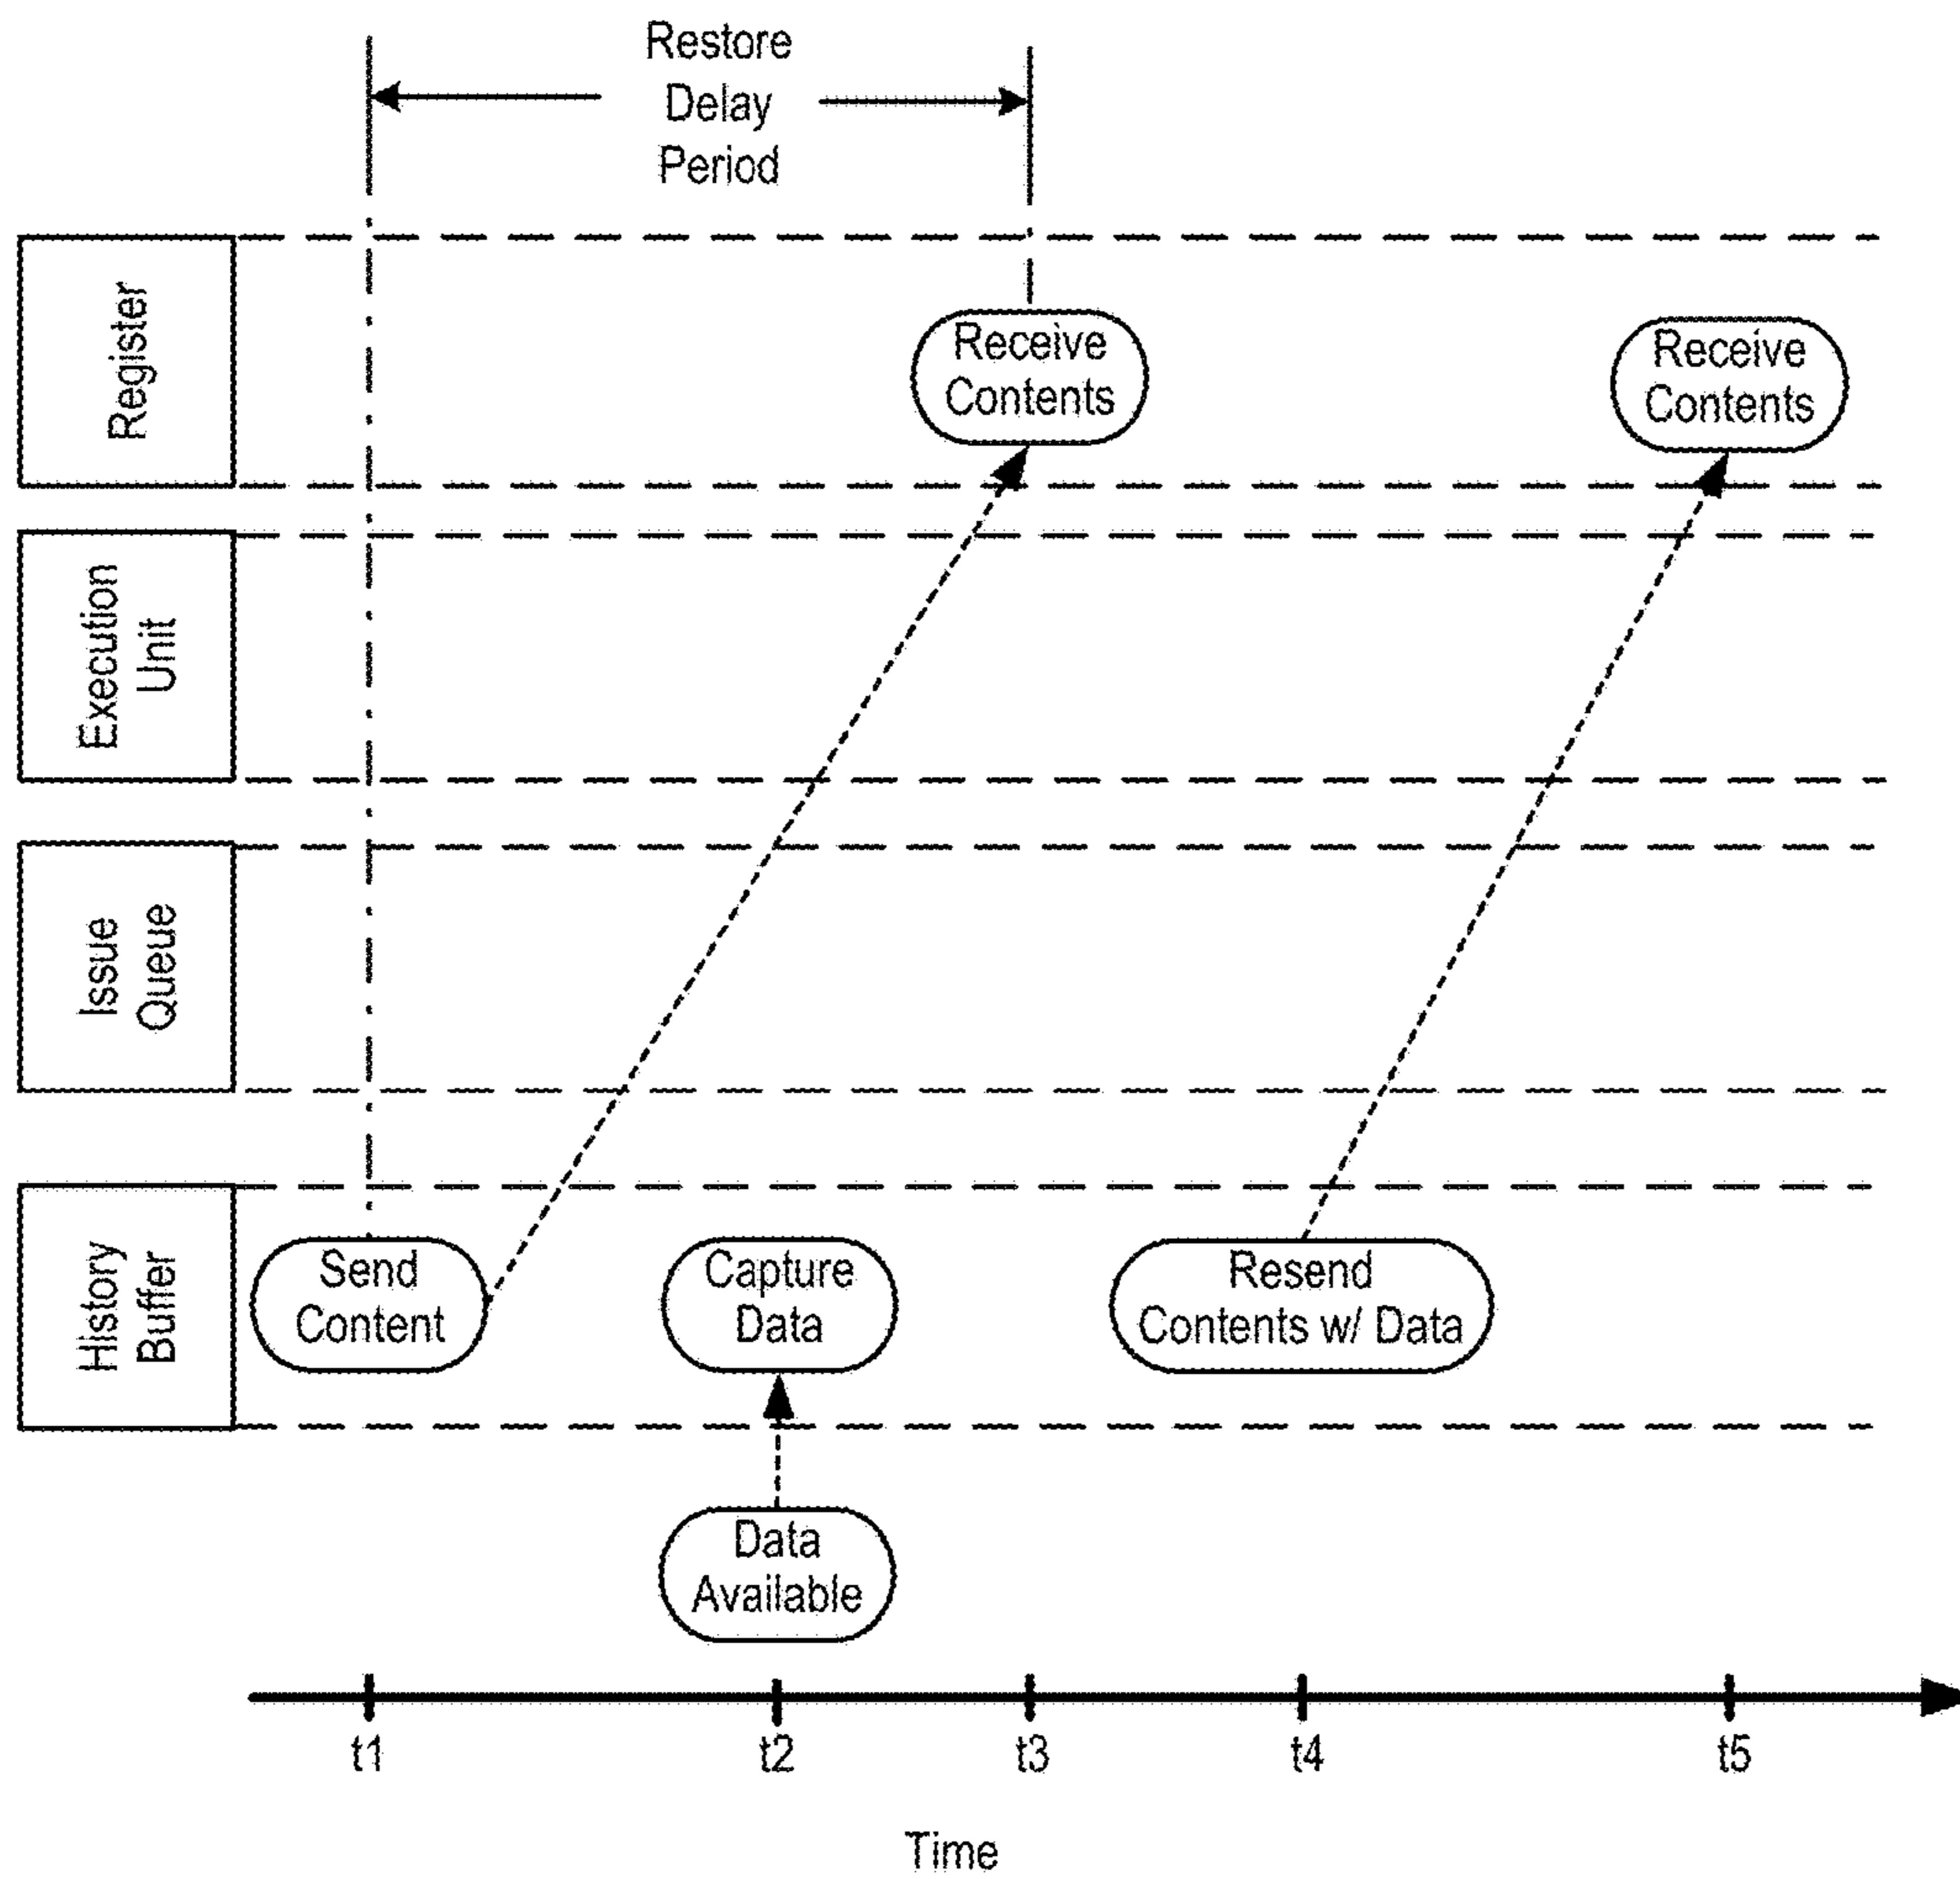 Restore
Delay
Period
Register
Receive
Contents
Receive
Contents
Execution
Unit
Issue
Queue
History
Buffer
Send
Content
Capture
Data
Resend
Contents w/ Data
Data
Available
t1
t2
t3
t4
t5
Time